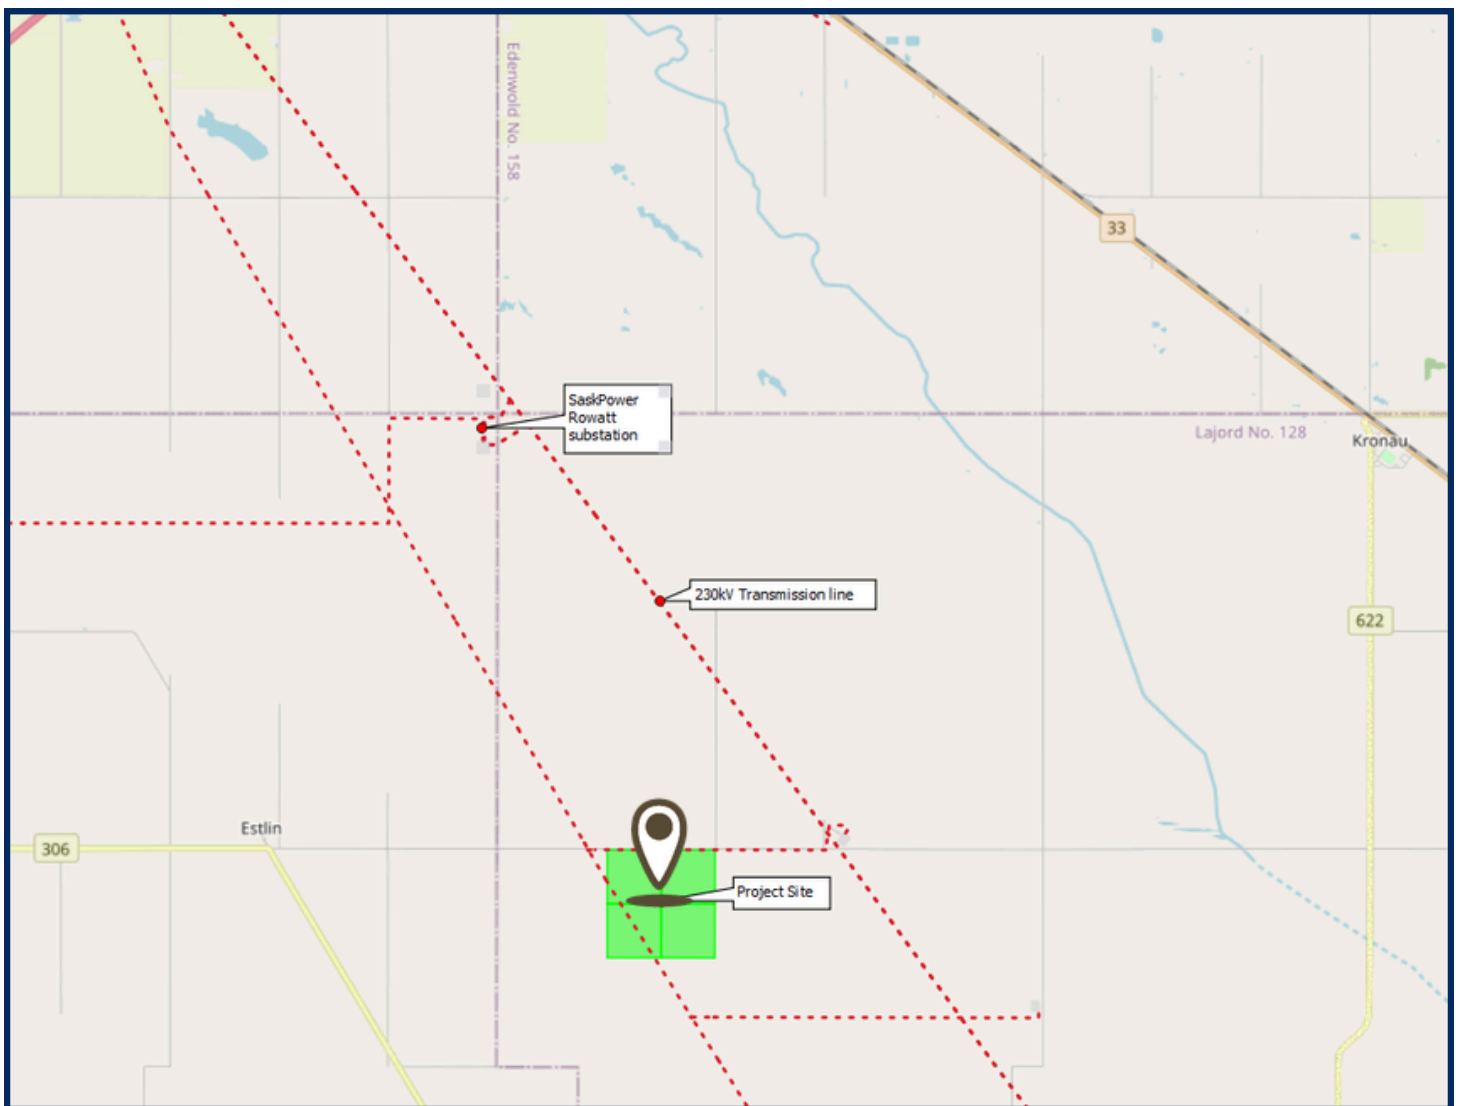 Edenwold No. 158
33
SaskPower
Rowatt
substation
Lajord No. 128
Kronau
230kV Transmission line
622
Estlin
306
Project Site